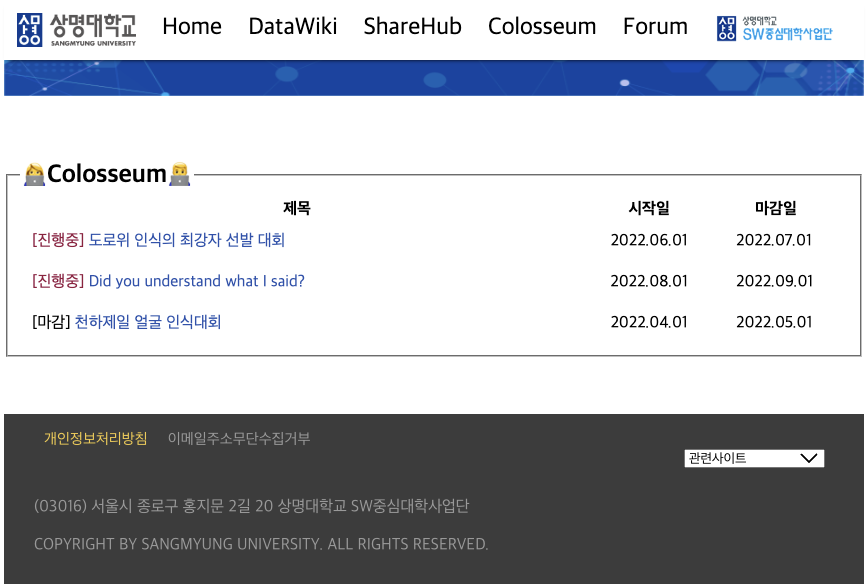 상명대학교 SANGMYUNG UNIVERSITY Home DataWiki ShareHub Colosseum Forum 상명대학교 SW중심대학사업단
Colosseum
제목 시작일 마감일
[진행중] 도로위 인식의 최강자 선발 대회 2022.06.01 2022.07.01
[진행중] Did you understand what I said? 2022.08.01 2022.09.01
[마감] 천하제일 얼굴 인식대회 2022.04.01 2022.05.01
개인정보처리방침 이메일주소무단수집거부
관련사이트
(03016) 서울시 종로구 홍지문 2길 20 상명대학교 SW중심대학사업단
COPYRIGHT BY SANGMYUNG UNIVERSITY. ALL RIGHTS RESERVED.